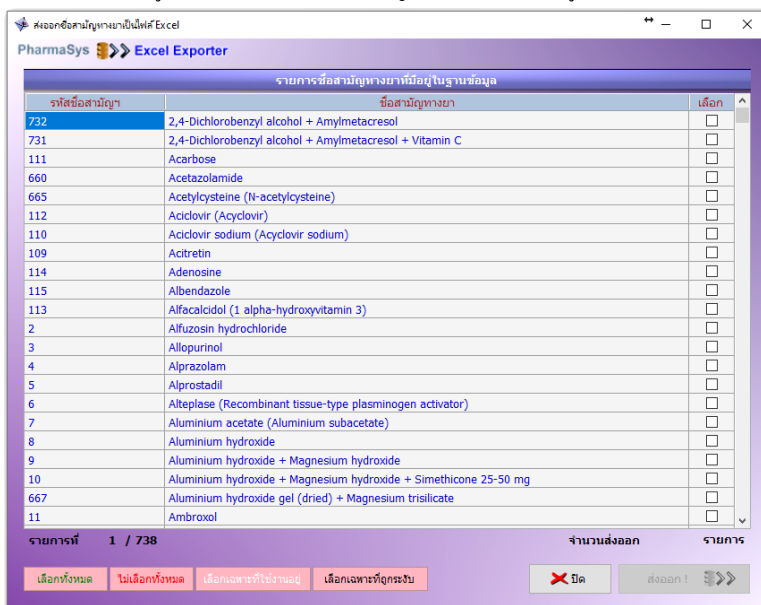 ส่งออกชื่อสามัญทางยาเป็นไฟล์ Excel
PharmaSys Excel Exporter
รายการชื่อสามัญทางยาที่มีอยู่ในฐานข้อมูล
รหัสชื่อสามัญฯ ชื่อสามัญทางยา เลือก
732 2,4-Dichlorobenzyl alcohol + Amylmetacresol
731 2,4-Dichlorobenzyl alcohol + Amylmetacresol + Vitamin C
111 Acarbose
660 Acetazolamide
665 Acetylcysteine (N-acetylcysteine)
112 Aciclovir (Acyclovir)
110 Aciclovir sodium (Acyclovir sodium)
109 Acitretin
114 Adenosine
115 Albendazole
113 Alfacalcidol (1 alpha-hydroxyvitamin 3)
2 Alfuzosin hydrochloride
3 Allopurinol
4 Alprazolam
5 Alprostadil
6 Alteplase (Recombinant tissue-type plasminogen activator)
7 Aluminium acetate (Aluminium subacetate)
8 Aluminium hydroxide
9 Aluminium hydroxide + Magnesium hydroxide
10 Aluminium hydroxide + Magnesium hydroxide + Simethicone 25-50 mg
667 Aluminium hydroxide gel (dried) + Magnesium trisilicate
11 Ambroxol
รายการที่ 1 / 738 จำนวนส่งออก รายการ
เลือกทั้งหมด ไม่เลือกทั้งหมด เลือกเฉพาะที่ใช้งานอยู่ เลือกเฉพาะที่ถูกระงับ ปิด ส่งออก !